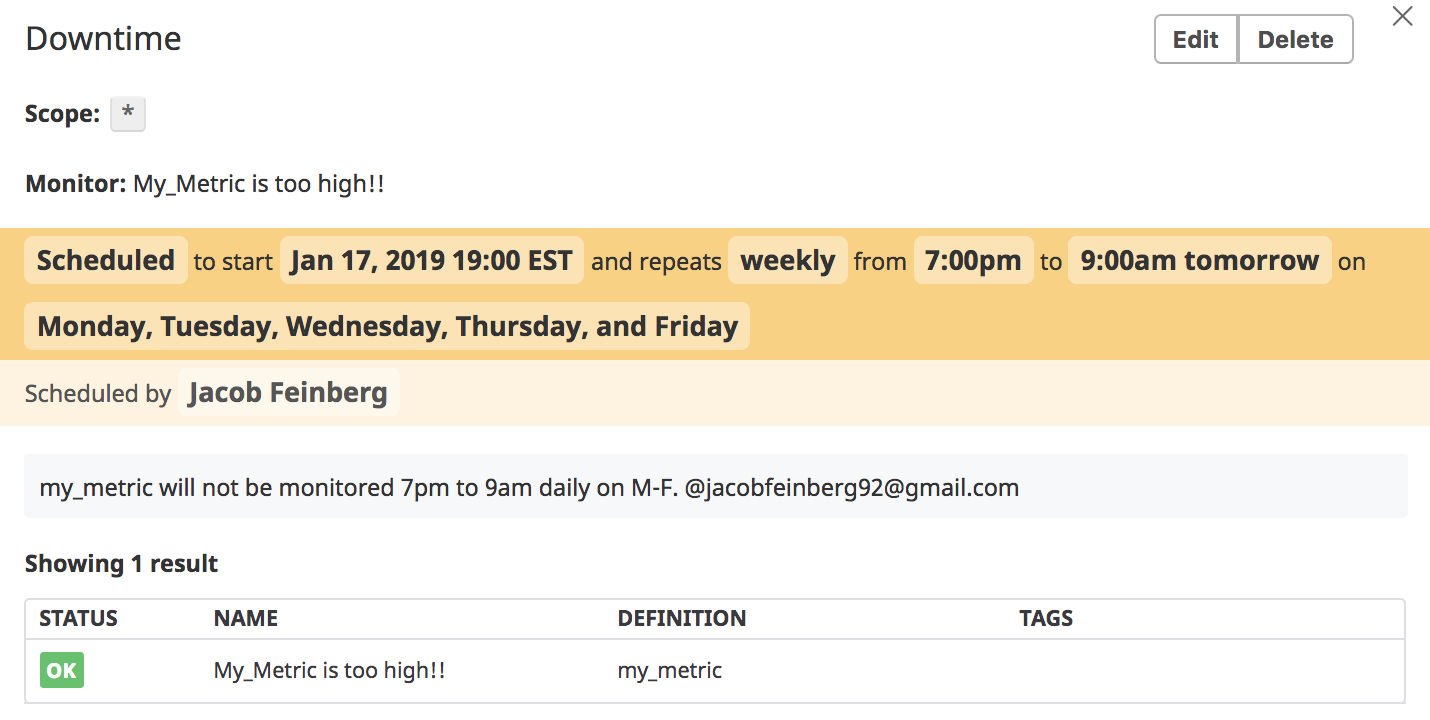 Downtime
Edit Delete
Scope: *
Monitor: My_Metric is too high!!
Scheduled to start Jan 17, 2019 19:00 EST and repeats weekly from 7:00pm to 9:00am tomorrow on
Monday, Tuesday, Wednesday, Thursday, and Friday
Scheduled by Jacob Feinberg
my_metric will not be monitored 7pm to 9am daily on M-F. @jacobfeinberg92@gmail.com
Showing 1 result
STATUS NAME DEFINITION TAGS
OK My_Metric is too high!! my_metric